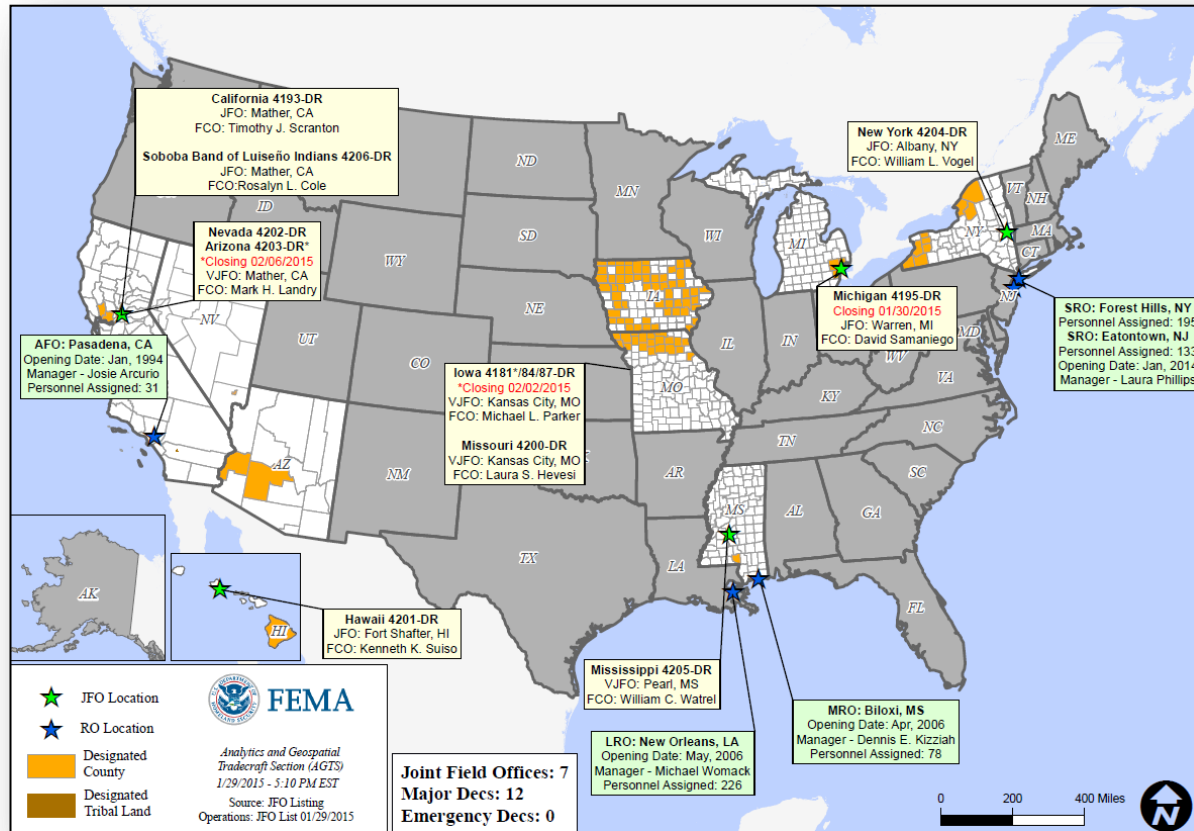 California 4193-DR
JFO: Mather, CA
FCO: Timothy J. Scranton
Soboba Band of Luiseño Indians 4206-DR
JFO: Mather, CA
FCO:Rosalyn L. Cole
Nevada 4202-DR
Arizona 4203-DR*
*Closing 02/06/2015
VJFO: Mather, CA
FCO: Mark H. Landry
AFO: Pasadena, CA
Opening Date: Jan, 1994
Manager - Josie Arcurio
Personnel Assigned: 31
New York 4204-DR
JFO: Albany, NY
FCO: William L. Vogel
Michigan 4195-DR
Closing 01/30/2015
JFO: Warren, MI
FCO: David Samaniego
SRO: Forest Hills, NY
Personnel Assigned: 195
SRO: Eatontown, NJ
Personnel Assigned: 133
Opening Date: Jan, 2014
Manager - Laura Phillips
Iowa 4181*/84/87-DR
*Closing 02/02/2015
VJFO: Kansas City, MO
FCO: Michael L. Parker
Missouri 4200-DR
VJFO: Kansas City, MO
FCO: Laura S. Hevesi
Hawaii 4201-DR
JFO: Fort Shafter, HI
FCO: Kenneth K. Suiso
Mississippi 4205-DR
VJFO: Pearl, MS
FCO: William C. Watrel
LRO: New Orleans, LA
Opening Date: May, 2006
Manager - Michael Womack
Personnel Assigned: 226
MRO: Biloxi, MS
Opening Date: Apr, 2006
Manager - Dennis E. Kizziah
Personnel Assigned: 78
ID
ND
MN
SD
WI
MI
WY
NE
IA
NV
UT
CO
IL
IN
MO
KY
WV
VA
MD
NJ
NY
CT
MA
VT
NH
ME
AZ
NM
AR
TN
NC
SC
MS
AL
GA
TX
LA
FL
AK
HI
JFO Location
RO Location
Designated
County
Designated
Tribal Land
FEMA
Analytics and Geospatial
Tradecraft Section (AGTS)
1/29/2015 - 5:10 PM EST
Source: JFO Listing
Operations: JFO List 01/29/2015
Joint Field Offices: 7
Major Decs: 12
Emergency Decs: 0
0 200 400 Miles
N